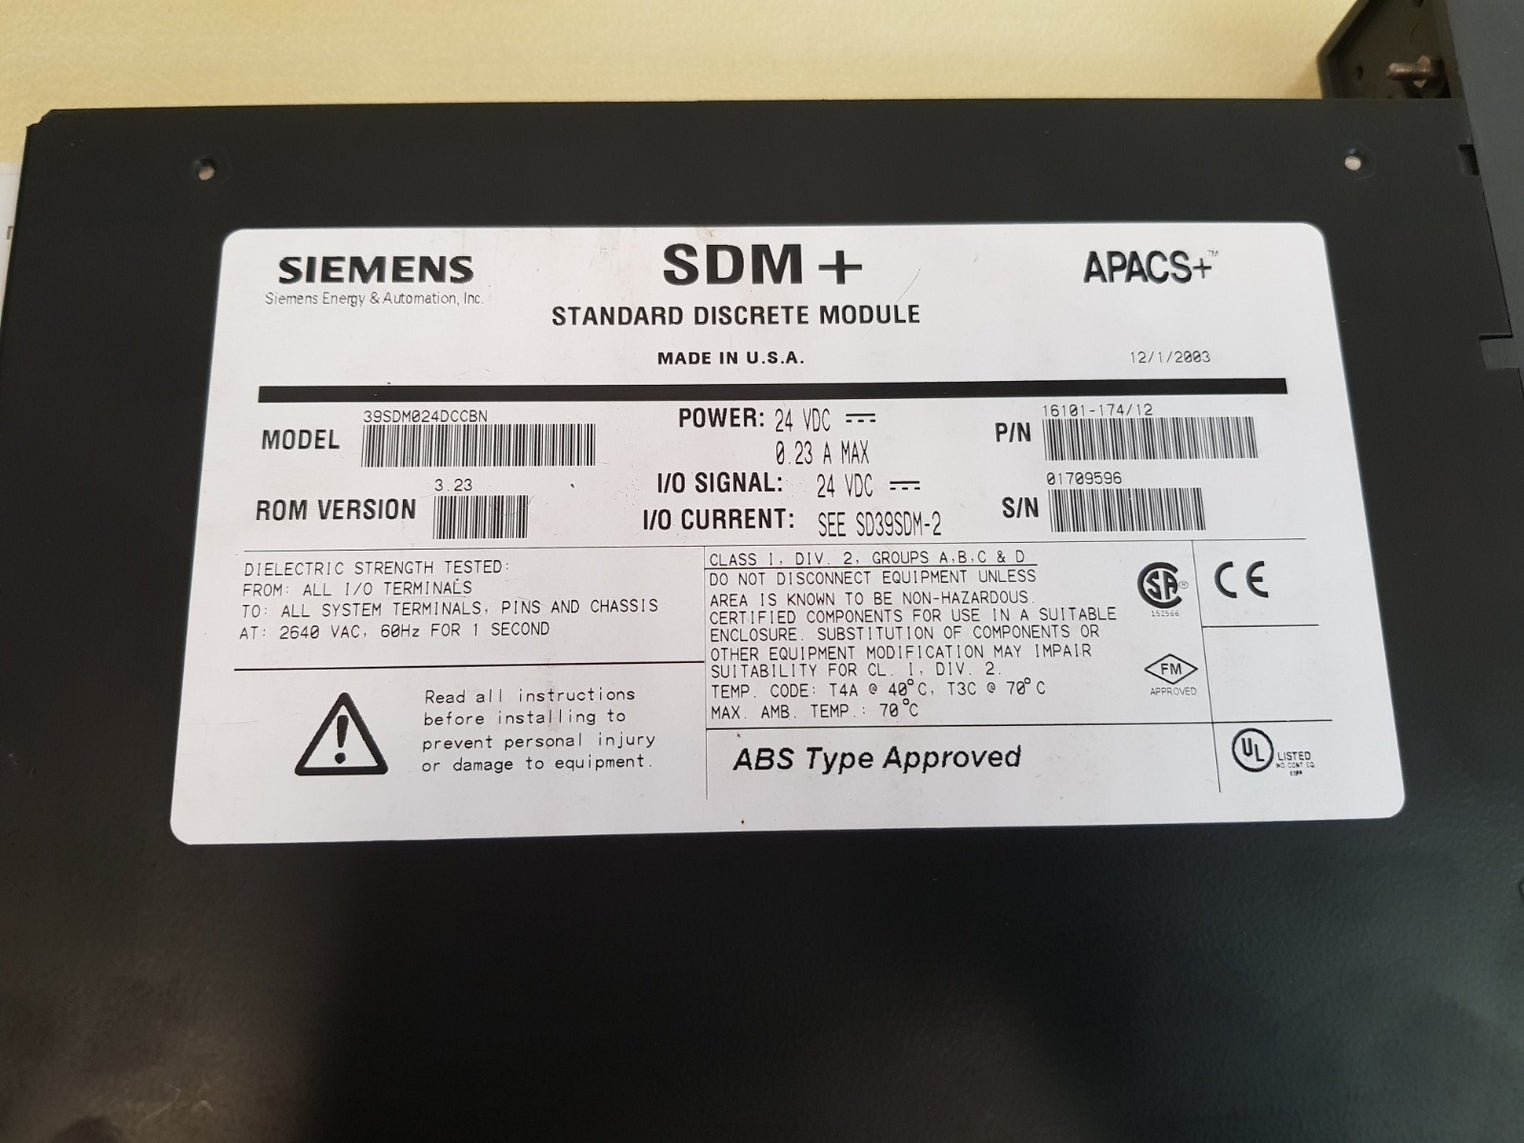 SIEMENS
Siemens Energy & Automation, Inc.
SDM+
STANDARD DISCRETE MODULE
MADE IN U.S.A.
APACS+™
12/1/2003
MODEL
39SDM024DCCBN
ROM VERSION
3.23
POWER: 24 VDC
0.23 A MAX
I/O SIGNAL: 24 VDC
I/O CURRENT: SEE SD39SDM-2
P/N
16101-174/12
S/N
01709596
DIELECTRIC STRENGTH TESTED:
FROM: ALL I/O TERMINALS
TO: ALL SYSTEM TERMINALS, PINS AND CHASSIS
AT: 2640 VAC, 60Hz FOR 1 SECOND
Read all instructions
before installing to
prevent personal injury
or damage to equipment.
CLASS I, DIV. 2, GROUPS A,B,C & D
DO NOT DISCONNECT EQUIPMENT UNLESS
AREA IS KNOWN TO BE NON-HAZARDOUS.
CERTIFIED COMPONENTS FOR USE IN A SUITABLE
ENCLOSURE. SUBSTITUTION OF COMPONENTS OR
OTHER EQUIPMENT MODIFICATION MAY IMPAIR
SUITABILITY FOR CL. I, DIV. 2.
TEMP. CODE: T4A @ 40°C, T3C @ 70°C
MAX. AMB. TEMP.: 70°C
ABS Type Approved
SA®
152566
CE
FM
APPROVED
UL
LISTED